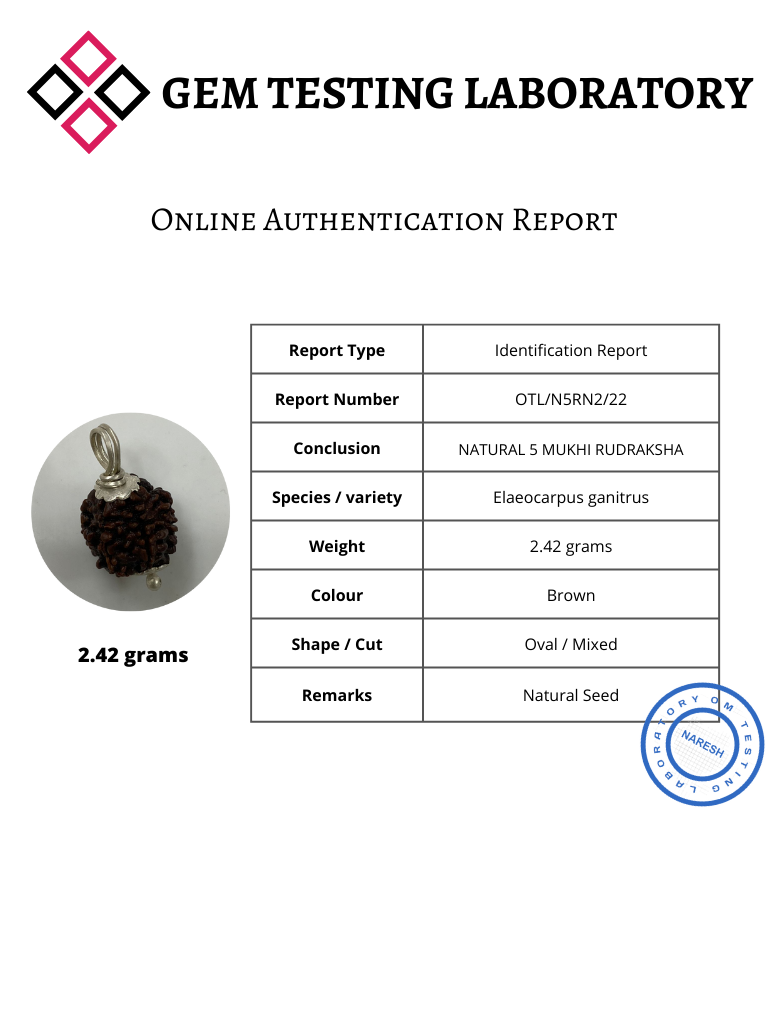 GEM TESTING LABORATORY
Online Authentication Report
Report Type Identification Report
Report Number OTL/N5RN2/22
Conclusion NATURAL 5 MUKHI RUDRAKSHA
Species / variety Elaeocarpus ganitrus
Weight 2.42 grams
Colour Brown
Shape / Cut Oval / Mixed
Remarks Natural Seed
2.42 grams
OM TESTING LABORATORY
NARESH